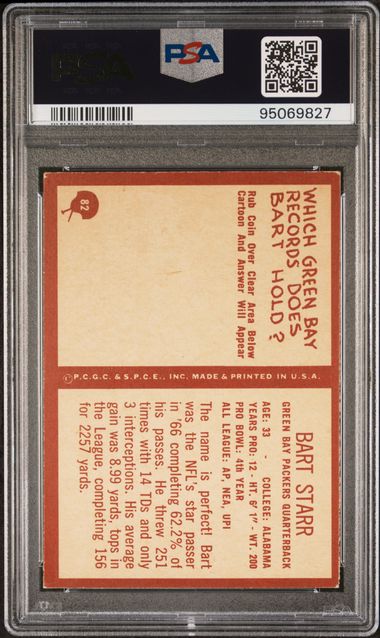 PSA
PSA
95069827
82
WHICH GREEN BAY
RECORDS DOES
BART HOLD?
Rub Coin Over Clear Area Below
Cartoon And Answer Will Appear
©P.C.G.C. & S.P.C.E., INC. MADE & PRINTED IN U.S.A.
BART STARR
GREEN BAY PACKERS QUARTERBACK
AGE: 33 - COLLEGE: ALABAMA
YEARS PRO: 12 - HT. 6' 1" - WT. 200
PRO BOWL: 4th YEAR
ALL LEAGUE: AP, NEA, UPI
The name is perfect! Bart
was the NFL's star passer
in '66 completing 62.2% of
his passes. He threw 251
times with 14 TDs and only
3 interceptions. His average
gain was 8.99 yards, tops in
the League, completing 156
for 2257 yards.